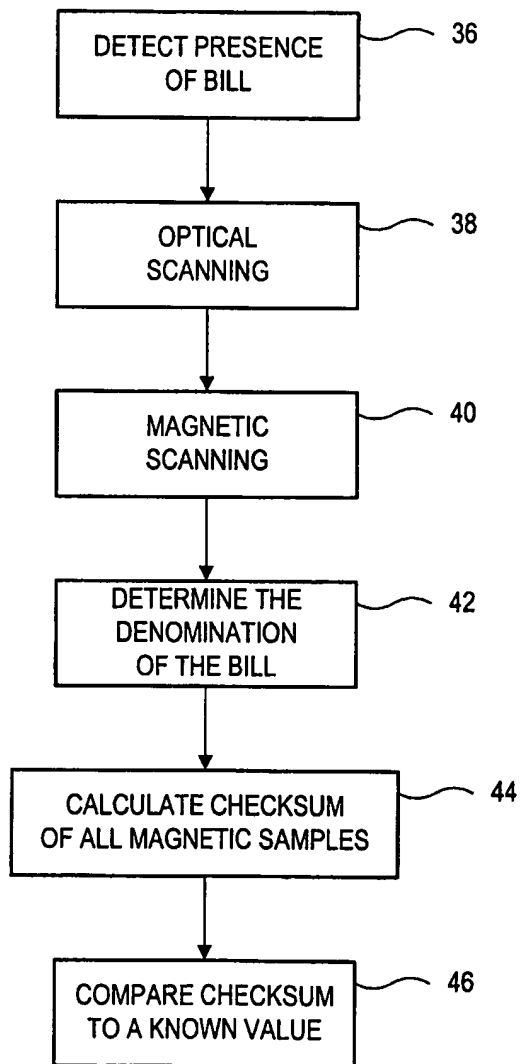 DETECT PRESENCE
OF BILL
36
OPTICAL
SCANNING
38
MAGNETIC
SCANNING
40
DETERMINE THE
DENOMINATION
OF THE BILL
42
CALCULATE CHECKSUM
OF ALL MAGNETIC SAMPLES
44
COMPARE CHECKSUM
TO A KNOWN VALUE
46